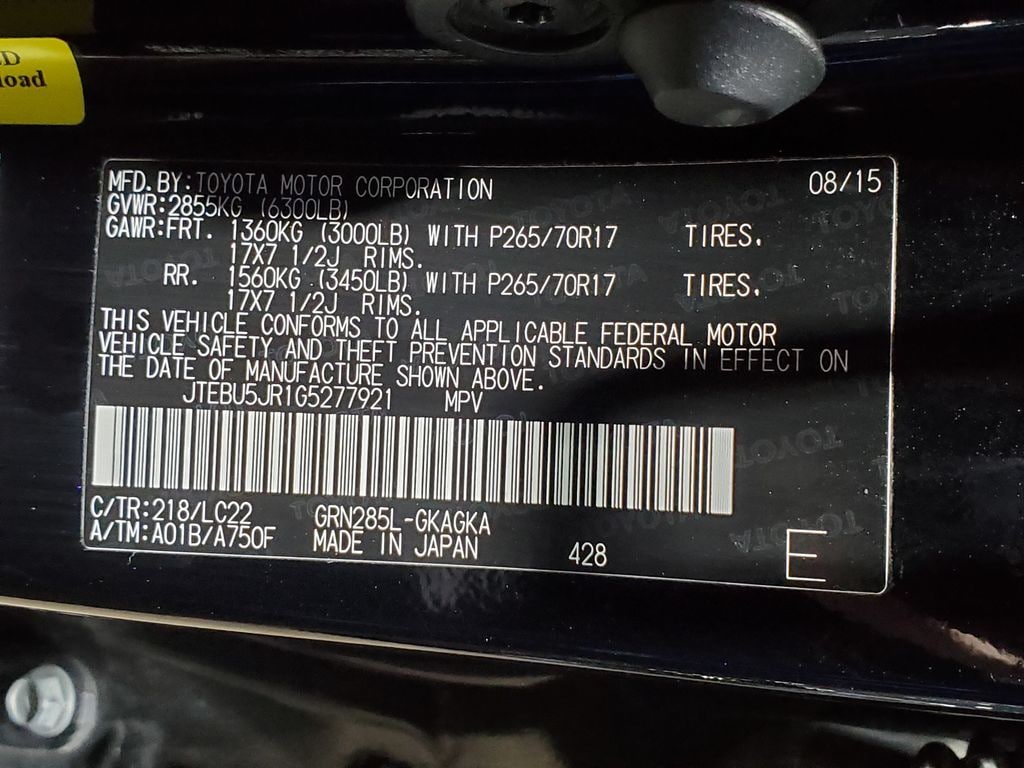 D
load
MFD. BY: TOYOTA MOTOR CORPORATION 08/15
GVWR: 2855KG (6300LB)
GAWR: FRT. 1360KG (3000LB) WITH P265/70R17 TIRES.
17X7 1/2J RIMS.
RR. 1560KG (3450LB) WITH P265/70R17 TIRES.
17X7 1/2J RIMS.
THIS VEHICLE CONFORMS TO ALL APPLICABLE FEDERAL MOTOR
VEHICLE SAFETY AND THEFT PREVENTION STANDARDS IN EFFECT ON
THE DATE OF MANUFACTURE SHOWN ABOVE.
JTEBU5JR1G5277921 MPV
C/TR: 218/LC22 GRN285L-GKAGKA
A/TM: A01B/A750F MADE IN JAPAN 428 E